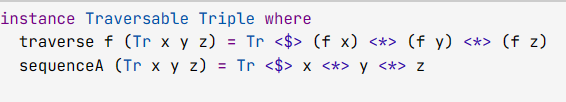 instance Traversable Triple where
  traverse f (Tr x y z) = Tr <$> (f x) <*> (f y) <*> (f z)
  sequenceA (Tr x y z) = Tr <$> x <*> y <*> z